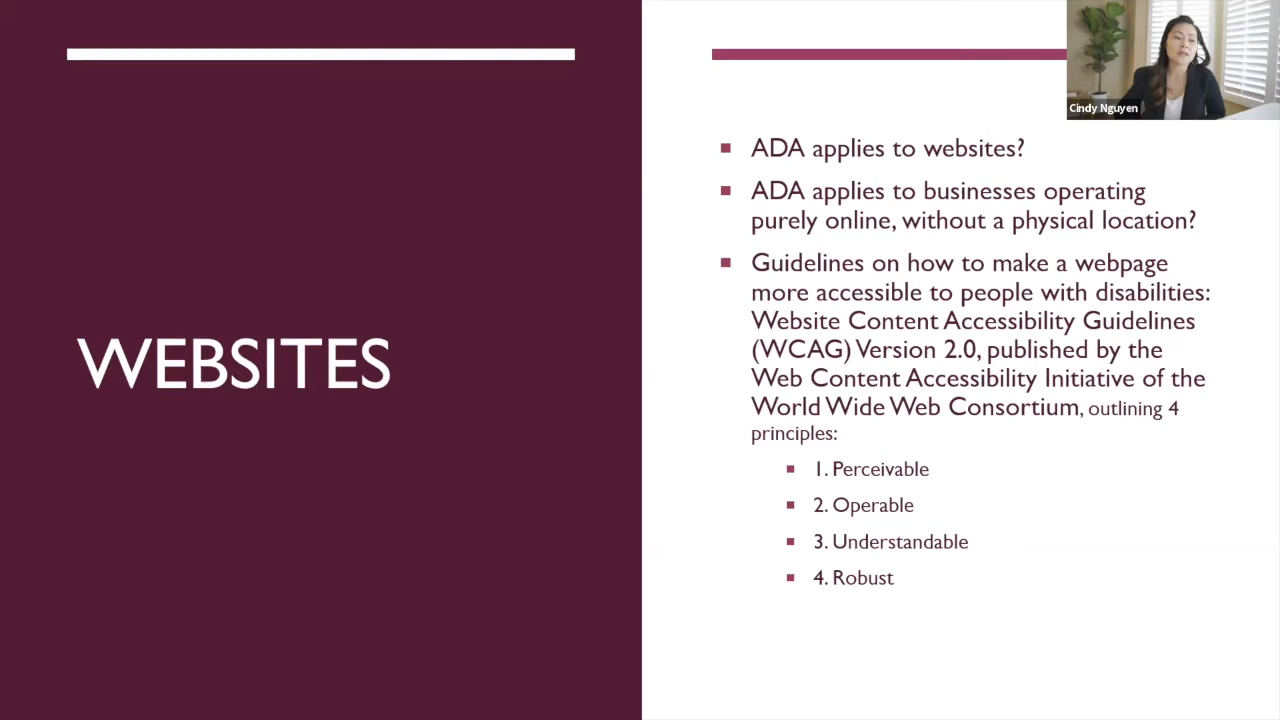 WEBSITES
Cindy Nguyen
ADA applies to websites?
ADA applies to businesses operating
purely online, without a physical location?
Guidelines on how to make a webpage
more accessible to people with disabilities:
Website Content Accessibility Guidelines
(WCAG) Version 2.0, published by the
Web Content Accessibility Initiative of the
World Wide Web Consortium, outlining 4
principles:
1. Perceivable
2. Operable
3. Understandable
4. Robust